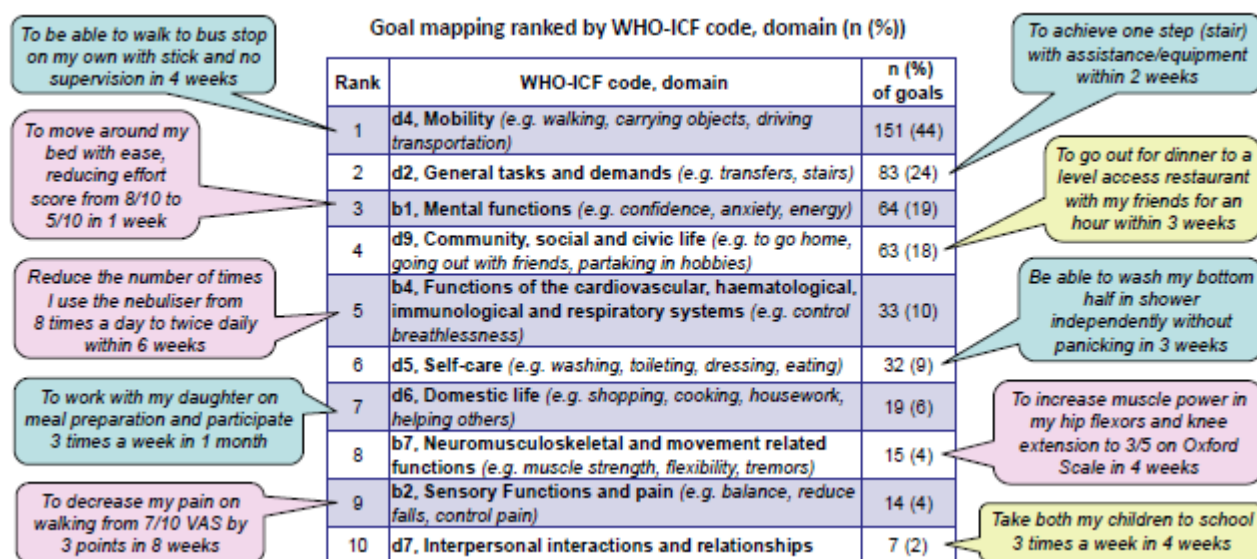 Goal mapping ranked by WHO-ICF code, domain (n (%))
To be able to walk to bus stop
on my own with stick and no
supervision in 4 weeks
To move around my
bed with ease,
reducing effort
score from 8/10 to
5/10 in 1 week
Reduce the number of times
I use the nebuliser from
8 times a day to twice daily
within 6 weeks
To work with my daughter on
meal preparation and participate
3 times a week in 1 month
To decrease my pain on
walking from 7/10 VAS by
3 points in 8 weeks
Rank WHO-ICF code, domain n (%)
of goals
1 d4, Mobility (e.g. walking, carrying objects, driving
transportation) 151 (44)
2 d2, General tasks and demands (e.g. transfers, stairs) 83 (24)
3 b1, Mental functions (e.g. confidence, anxiety, energy) 64 (19)
4 d9, Community, social and civic life (e.g. to go home,
going out with friends, partaking in hobbies) 63 (18)
5 b4, Functions of the cardiovascular, haematological,
immunological and respiratory systems (e.g. control
breathlessness) 33 (10)
6 d5, Self-care (e.g. washing, toileting, dressing, eating) 32 (9)
7 d6, Domestic life (e.g. shopping, cooking, housework,
helping others) 19 (6)
8 b7, Neuromusculoskeletal and movement related
functions (e.g. muscle strength, flexibility, tremors) 15 (4)
9 b2, Sensory Functions and pain (e.g. balance, reduce
falls, control pain) 14 (4)
10 d7, Interpersonal interactions and relationships 7 (2)
To achieve one step (stair)
with assistance/equipment
within 2 weeks
To go out for dinner to a
level access restaurant
with my friends for an
hour within 3 weeks
Be able to wash my bottom
half in shower
independently without
panicking in 3 weeks
To increase muscle power in
my hip flexors and knee
extension to 3/5 on Oxford
Scale in 4 weeks
Take both my children to school
3 times a week in 4 weeks